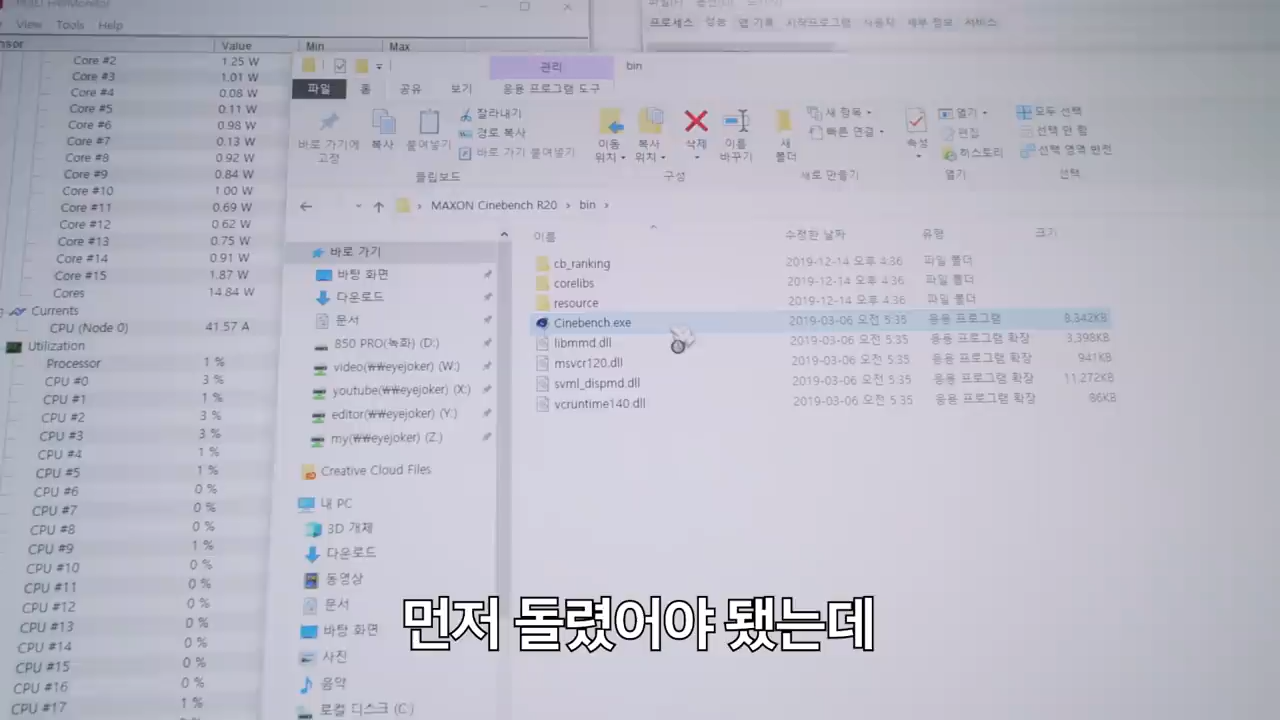 View Tools Help
Value Min Max
Core #2 1.25 W
Core #3 1.01 W
Core #4 0.08 W
Core #5 0.11 W
Core #6 0.98 W
Core #7 0.13 W
Core #8 0.92 W
Core #9 0.84 W
Core #10 1.00 W
Core #11 0.69 W
Core #12 0.62 W
Core #13 0.75 W
Core #14 0.91 W
Core #15 1.87 W
Cores 14.84 W
Currents
CPU (Node 0) 41.57 A
Utilization
Processor 1 %
CPU #0 3 %
CPU #1 1 %
CPU #2 3 %
CPU #3 3 %
CPU #4 1 %
CPU #5 1 %
CPU #6 0 %
CPU #7 0 %
CPU #8 0 %
CPU #9 1 %
CPU #10 0 %
CPU #11 0 %
CPU #12 0 %
CPU #13 0 %
CPU #14 0 %
CPU #15 0 %
CPU #16 0 %
CPU #17 1 %
프로세스 성능 앱 기록 시작프로그램 사용자 세부 정보 서비스
관리 bin
파일 홈 공유 보기 응용 프로그램 도구
바로 가기에 고정
복사
붙여넣기
잘라내기
경로 복사
바로 가기 붙여넣기
이동 위치
복사 위치
삭제
이름 바꾸기
새 폴더
새 항목
빠른 연결
속성
열기
편집
히스토리
모두 선택
선택 안 함
선택 영역 반전
클립보드 구성 새로 만들기 열기 선택
MAXON Cinebench R20 › bin ›
바로 가기
바탕 화면
다운로드
문서
850 PRO(녹화) (D:)
video(₩₩eyejoker) (W:)
youtube(₩₩eyejoker) (X:)
editor(₩₩eyejoker) (Y:)
my(₩₩eyejoker) (Z:)
Creative Cloud Files
내 PC
3D 개체
다운로드
동영상
문서
바탕 화면
사진
음악
로컬 디스크 (C:)
이름 수정한 날짜 유형 크기
cb_ranking 2019-12-14 오후 4:36 파일 폴더
corelibs 2019-12-14 오후 4:36 파일 폴더
resource 2019-12-14 오후 4:36 파일 폴더
Cinebench.exe 2019-03-06 오전 5:35 응용 프로그램 8,342KB
libmmd.dll 2019-03-06 오전 5:35 응용 프로그램 확장 3,398KB
msvcr120.dll 2019-03-06 오전 5:35 응용 프로그램 확장 941KB
svml_dispmd.dll 2019-03-06 오전 5:35 응용 프로그램 확장 11,272KB
vcruntime140.dll 2019-03-06 오전 5:35 응용 프로그램 확장 86KB
먼저 돌렸어야 됐는데